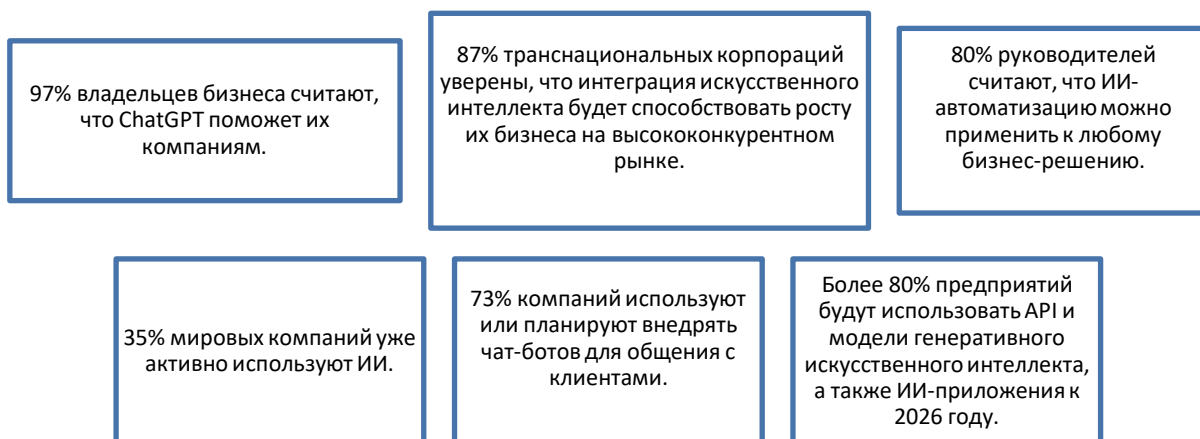 97% владельцев бизнеса считают,
что ChatGPT поможет их
компаниям.
87% транснациональных корпораций
уверены, что интеграция искусственного
интеллекта будет способствовать росту
их бизнеса на высококонкурентном
рынке.
80% руководителей
считают, что ИИ-
автоматизацию можно
применить к любому
бизнес-решению.
35% мировых компаний уже
активно используют ИИ.
73% компаний используют
или планируют внедрять
чат-ботов для общения с
клиентами.
Более 80% предприятий
будут использовать API и
модели генеративного
искусственного интеллекта,
а также ИИ-приложения к
2026 году.